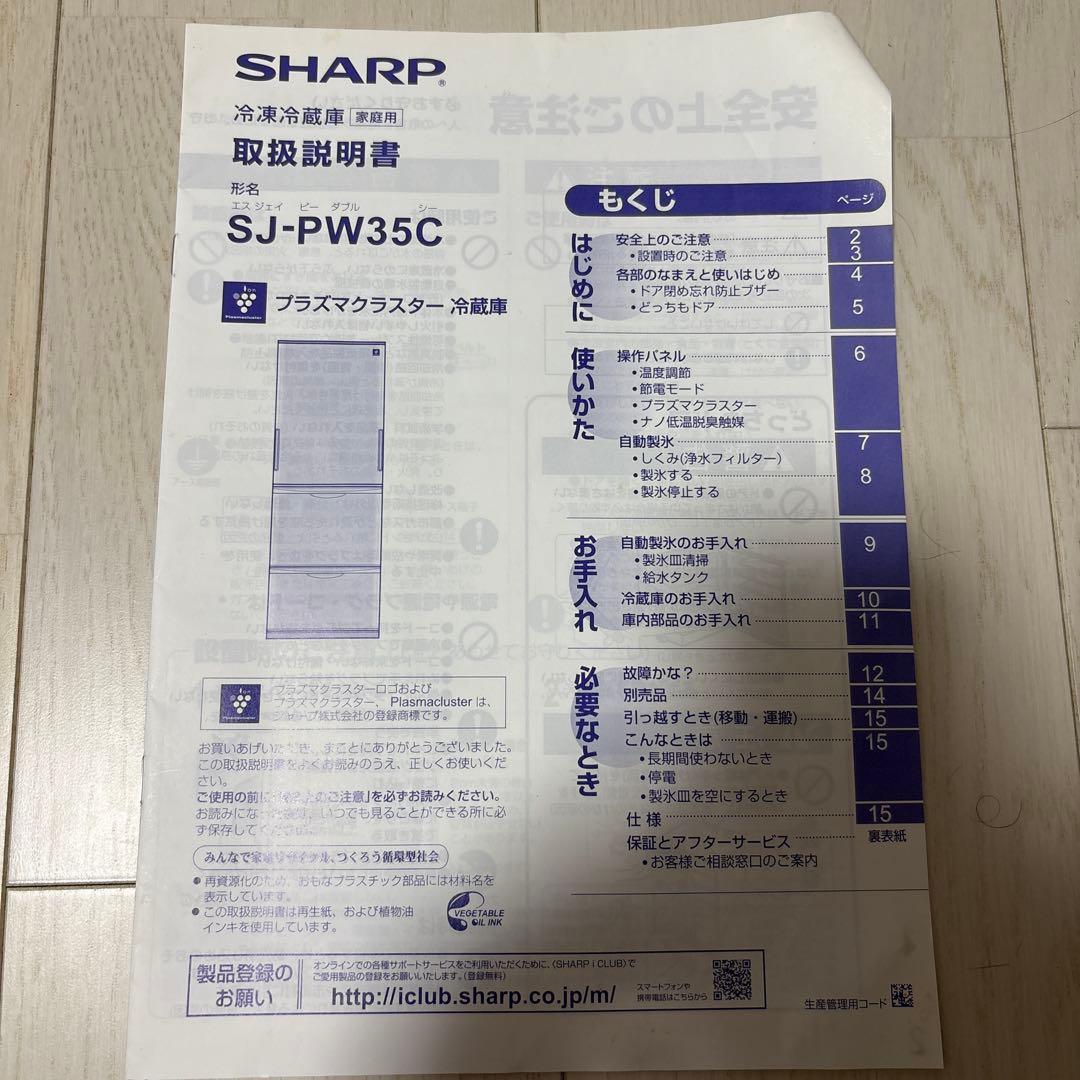 SHARP®
冷凍冷蔵庫 家庭用
取扱説明書
形名
エス ジェイ ピー ダブル シー
SJ-PW35C
ion
Plasmacluster
プラズマクラスター 冷蔵庫
ion
Plasmacluster
プラズマクラスターロゴおよび
プラズマクラスター、Plasmacluster は、
シャープ株式会社の登録商標です。
お買いあげいただき、まことにありがとうございました。
この取扱説明書をよくお読みのうえ、正しくお使いくだ
さい。
ご使用の前に「安全上のご注意」を必ずお読みください。
お読みになった後は、いつでも見ることができる所に必
ず保存してください。
みんなで家電リサイクル、つくろう循環型社会
●再資源化のため、おもなプラスチック部品には材料名を
表示しています。
●この取扱説明書は再生紙、および植物油
インキを使用しています。
VEGETABLE
OIL INK
もくじ ページ
はじめに
安全上のご注意 2
•設置時のご注意 3
各部のなまえと使いはじめ 4
•ドア閉め忘れ防止ブザー
•どっちもドア 5
使いかた
操作パネル 6
•温度調節
•節電モード
•プラズマクラスター
•ナノ低温脱臭触媒
自動製氷 7
•しくみ(浄水フィルター)
•製氷する 8
•製氷停止する
お手入れ
自動製氷のお手入れ 9
•製氷皿清掃
•給水タンク
冷蔵庫のお手入れ 10
庫内部品のお手入れ 11
必要なとき
故障かな? 12
別売品 14
引っ越すとき(移動・運搬) 15
こんなときは 15
•長期間使わないとき
•停電
•製氷皿を空にするとき
仕様 15
保証とアフターサービス 裏表紙
•お客様ご相談窓口のご案内
製品登録の
お願い
オンラインでの各種サポートサービスをご利用いただくために、〈SHARP i CLUB〉で
ご愛用製品の登録をお願いいたします。(登録無料)
http://iclub.sharp.co.jp/m/
スマートフォンや
携帯電話はこちらから
生産管理用コード